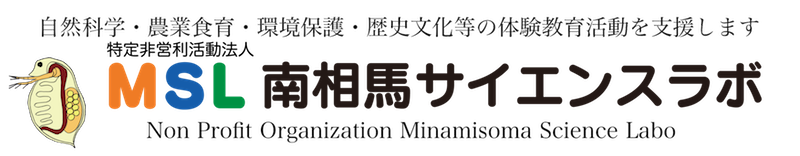 自然科学・農業食育・環境保護・歴史文化等の体験教育活動を支援します
特定非営利活動法人
MSL 南相馬サイエンスラボ
Non Profit Organization Minamisoma Science Labo